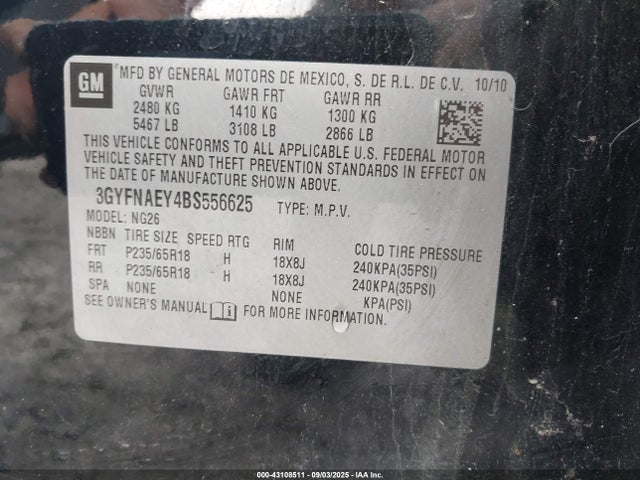 GM
MFD BY GENERAL MOTORS DE MEXICO, S. DE R.L. DE C.V. 10/10
GVWR GAWR FRT GAWR RR
2480 KG 1410 KG 1300 KG
5467 LB 3108 LB 2866 LB
THIS VEHICLE CONFORMS TO ALL APPLICABLE U.S. FEDERAL MOTOR
VEHICLE SAFETY AND THEFT PREVENTION STANDARDS IN EFFECT ON
THE DATE OF MANUFACTURE SHOWN ABOVE.
3GYFNAEY4BS556625 TYPE: M.P.V.
MODEL: NG26
NBBN TIRE SIZE SPEED RTG RIM COLD TIRE PRESSURE
FRT P235/65R18 H 18X8J 240KPA(35PSI)
RR P235/65R18 H 18X8J 240KPA(35PSI)
SPA NONE NONE KPA(PSI)
SEE OWNER'S MANUAL FOR MORE INFORMATION.
000-43108511 - 09/03/2025 - IAA Inc.